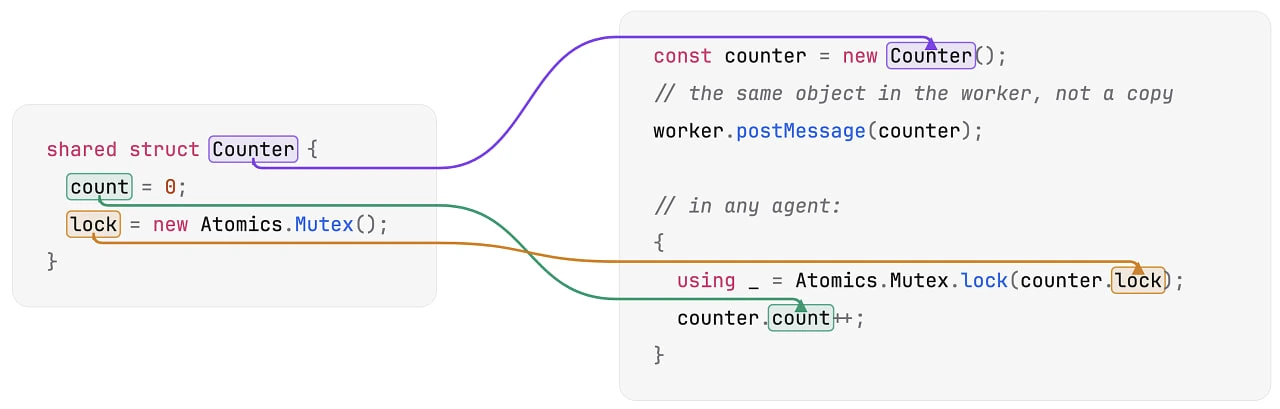 shared struct Counter {
  count = 0;
  lock = new Atomics.Mutex();
}
const counter = new Counter();
// the same object in the worker, not a copy
worker.postMessage(counter);
// in any agent:
{
  using _ = Atomics.Mutex.lock(counter.lock);
  counter.count++;
}